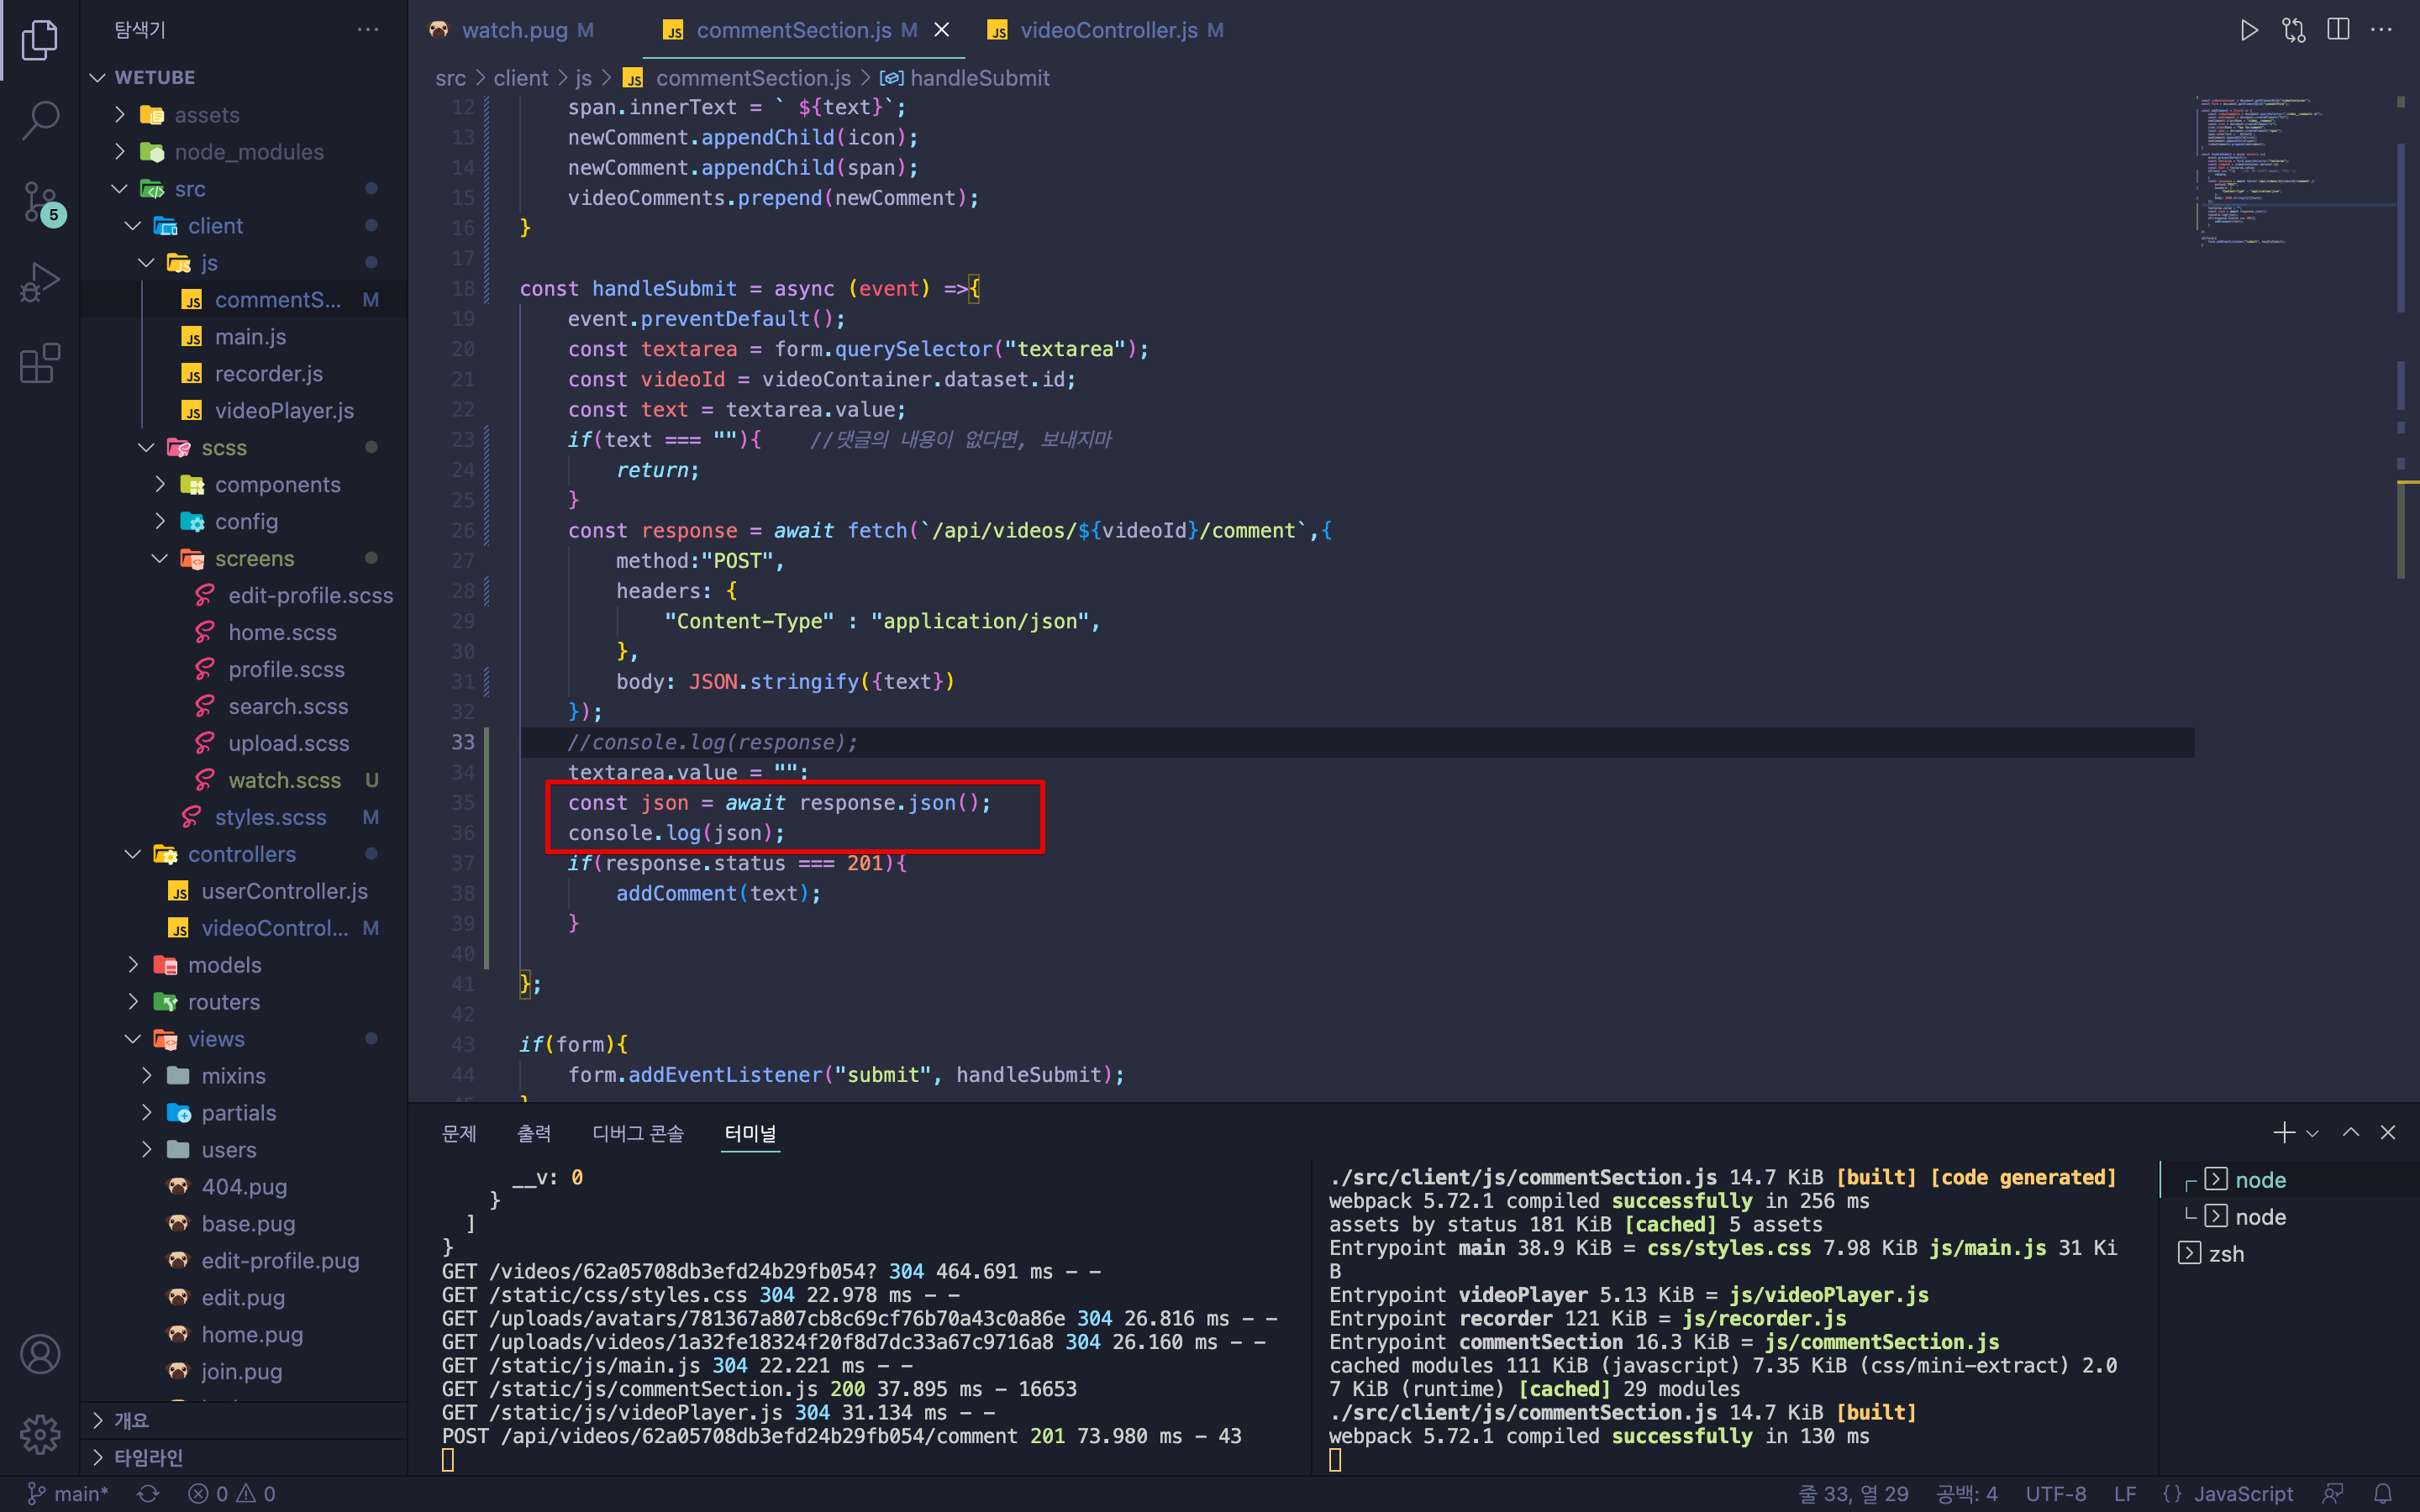 탐색기
WETUBE
assets
node_modules
src
client
js
commentS... M
main.js
recorder.js
videoPlayer.js
scss
components
config
screens
edit-profile.scss
home.scss
profile.scss
search.scss
upload.scss
watch.scss U
styles.scss M
controllers
userController.js
videoControl... M
models
routers
views
mixins
partials
users
404.pug
base.pug
edit-profile.pug
edit.pug
home.pug
join.pug
개요
타임라인
5
watch.pug M
commentSection.js M
videoController.js M
src > client > js > commentSection.js > handleSubmit
12 span.innerText = ` ${text}`;
13 newComment.appendChild(icon);
14 newComment.appendChild(span);
15 videoComments.prepend(newComment);
16 }
17
18 const handleSubmit = async (event) =>{
19 event.preventDefault();
20 const textarea = form.querySelector("textarea");
21 const videoId = videoContainer.dataset.id;
22 const text = textarea.value;
23 if(text === ""){ //댓글의 내용이 없다면, 보내지마
24 return;
25 }
26 const response = await fetch(`/api/videos/${videoId}/comment`,{
27 method:"POST",
28 headers: {
29 "Content-Type" : "application/json",
30 },
31 body: JSON.stringify({text})
32 });
33 //console.log(response);
34 textarea.value = "";
35 const json = await response.json();
36 console.log(json);
37 if(response.status === 201){
38 addComment(text);
39 }
40
41 };
42
43 if(form){
44 form.addEventListener("submit", handleSubmit);
문제 출력 디버그 콘솔 터미널
__v: 0
}
]
}
GET /videos/62a05708db3efd24b29fb054? 304 464.691 ms - -
GET /static/css/styles.css 304 22.978 ms - -
GET /uploads/avatars/781367a807cb8c69cf76b70a43c0a86e 304 26.816 ms - -
GET /uploads/videos/1a32fe18324f20f8d7dc33a67c9716a8 304 26.160 ms - -
GET /static/js/main.js 304 22.221 ms - -
GET /static/js/commentSection.js 200 37.895 ms - 16653
GET /static/js/videoPlayer.js 304 31.134 ms - -
POST /api/videos/62a05708db3efd24b29fb054/comment 201 73.980 ms - 43
./src/client/js/commentSection.js 14.7 KiB [built] [code generated]
webpack 5.72.1 compiled successfully in 256 ms
assets by status 181 KiB [cached] 5 assets
Entrypoint main 38.9 KiB = css/styles.css 7.98 KiB js/main.js 31 Ki
B
Entrypoint videoPlayer 5.13 KiB = js/videoPlayer.js
Entrypoint recorder 121 KiB = js/recorder.js
Entrypoint commentSection 16.3 KiB = js/commentSection.js
cached modules 111 KiB (javascript) 7.35 KiB (css/mini-extract) 2.0
7 KiB (runtime) [cached] 29 modules
./src/client/js/commentSection.js 14.7 KiB [built]
webpack 5.72.1 compiled successfully in 130 ms
node
node
zsh
main* 0 0
줄 33, 열 29 공백: 4 UTF-8 LF {} JavaScript